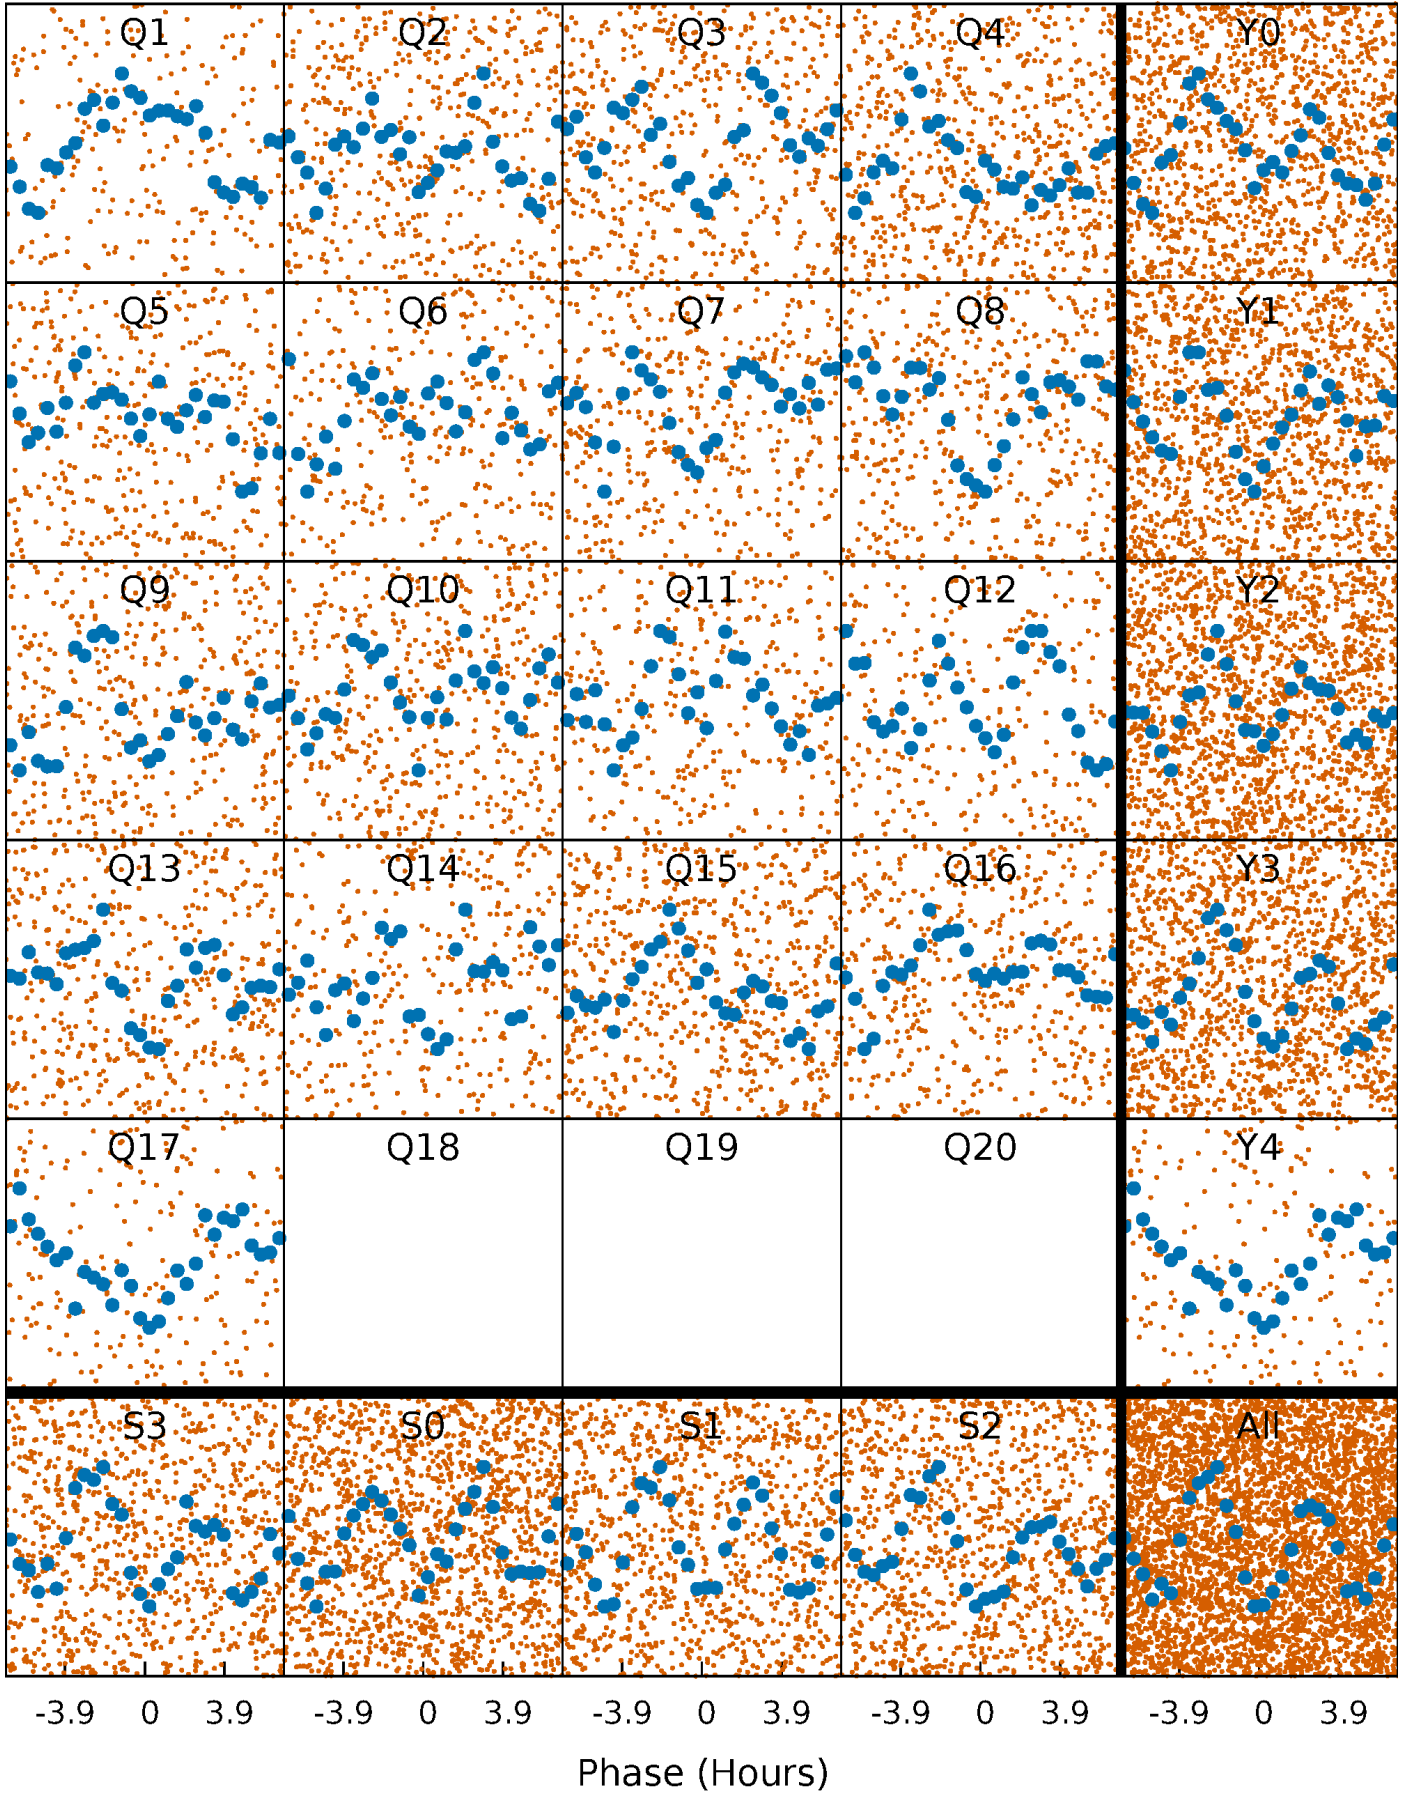 Q1 Q2 Q3 Q4 Y0
Q5 Q6 Q7 Q8 Y1
Q9 Q10 Q11 Q12 Y2
Q13 Q14 Q15 Q16 Y3
Q17 Q18 Q19 Q20 Y4
S3 S0 S1 S2 All
-3.9 0 3.9 -3.9 0 3.9 -3.9 0 3.9 -3.9 0 3.9 -3.9 0 3.9
Phase (Hours)